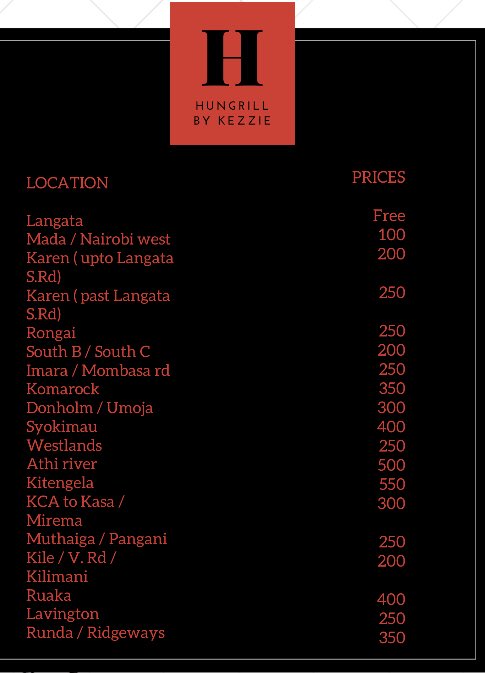 H
HUNGRILL
BY KEZZIE
LOCATION PRICES
Langata Free
Mada / Nairobi west 100
Karen ( upto Langata 200
S.Rd)
Karen ( past Langata 250
S.Rd)
Rongai 250
South B / South C 200
Imara / Mombasa rd 250
Komarock 350
Donholm / Umoja 300
Syokimau 400
Westlands 250
Athi river 500
Kitengela 550
KCA to Kasa / 300
Mirema
Muthaiga / Pangani 250
Kile / V. Rd / 200
Kilimani
Ruaka 400
Lavington 250
Runda / Ridgeways 350